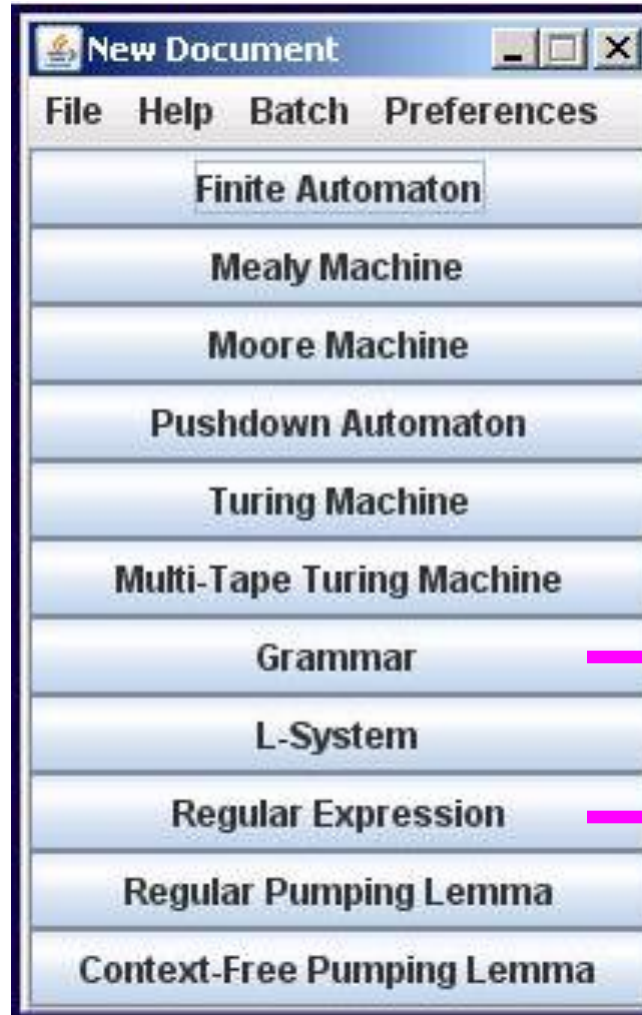 New Document
File Help Batch Preferences
Finite Automaton
Mealy Machine
Moore Machine
Pushdown Automaton
Turing Machine
Multi-Tape Turing Machine
Grammar
L-System
Regular Expression
Regular Pumping Lemma
Context-Free Pumping Lemma